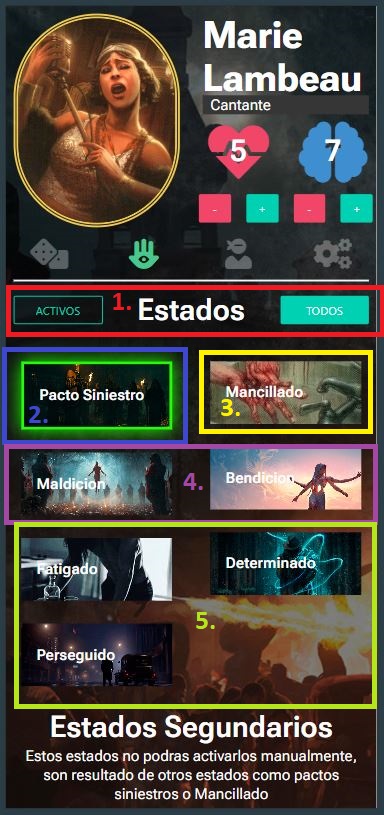 Marie
Lambeau
Cantante
5 7
- + - +
ACTIVOS 1. Estados TODOS
Pacto Siniestro
2.
Mancillado
3.
Maldicion
4.
Bendicion
Fatigado
Determinado
5.
Perseguido
Estados Segundarios
Estos estados no podras activarlos manualmente,
son resultado de otros estados como pactos
siniestros o Mancillado